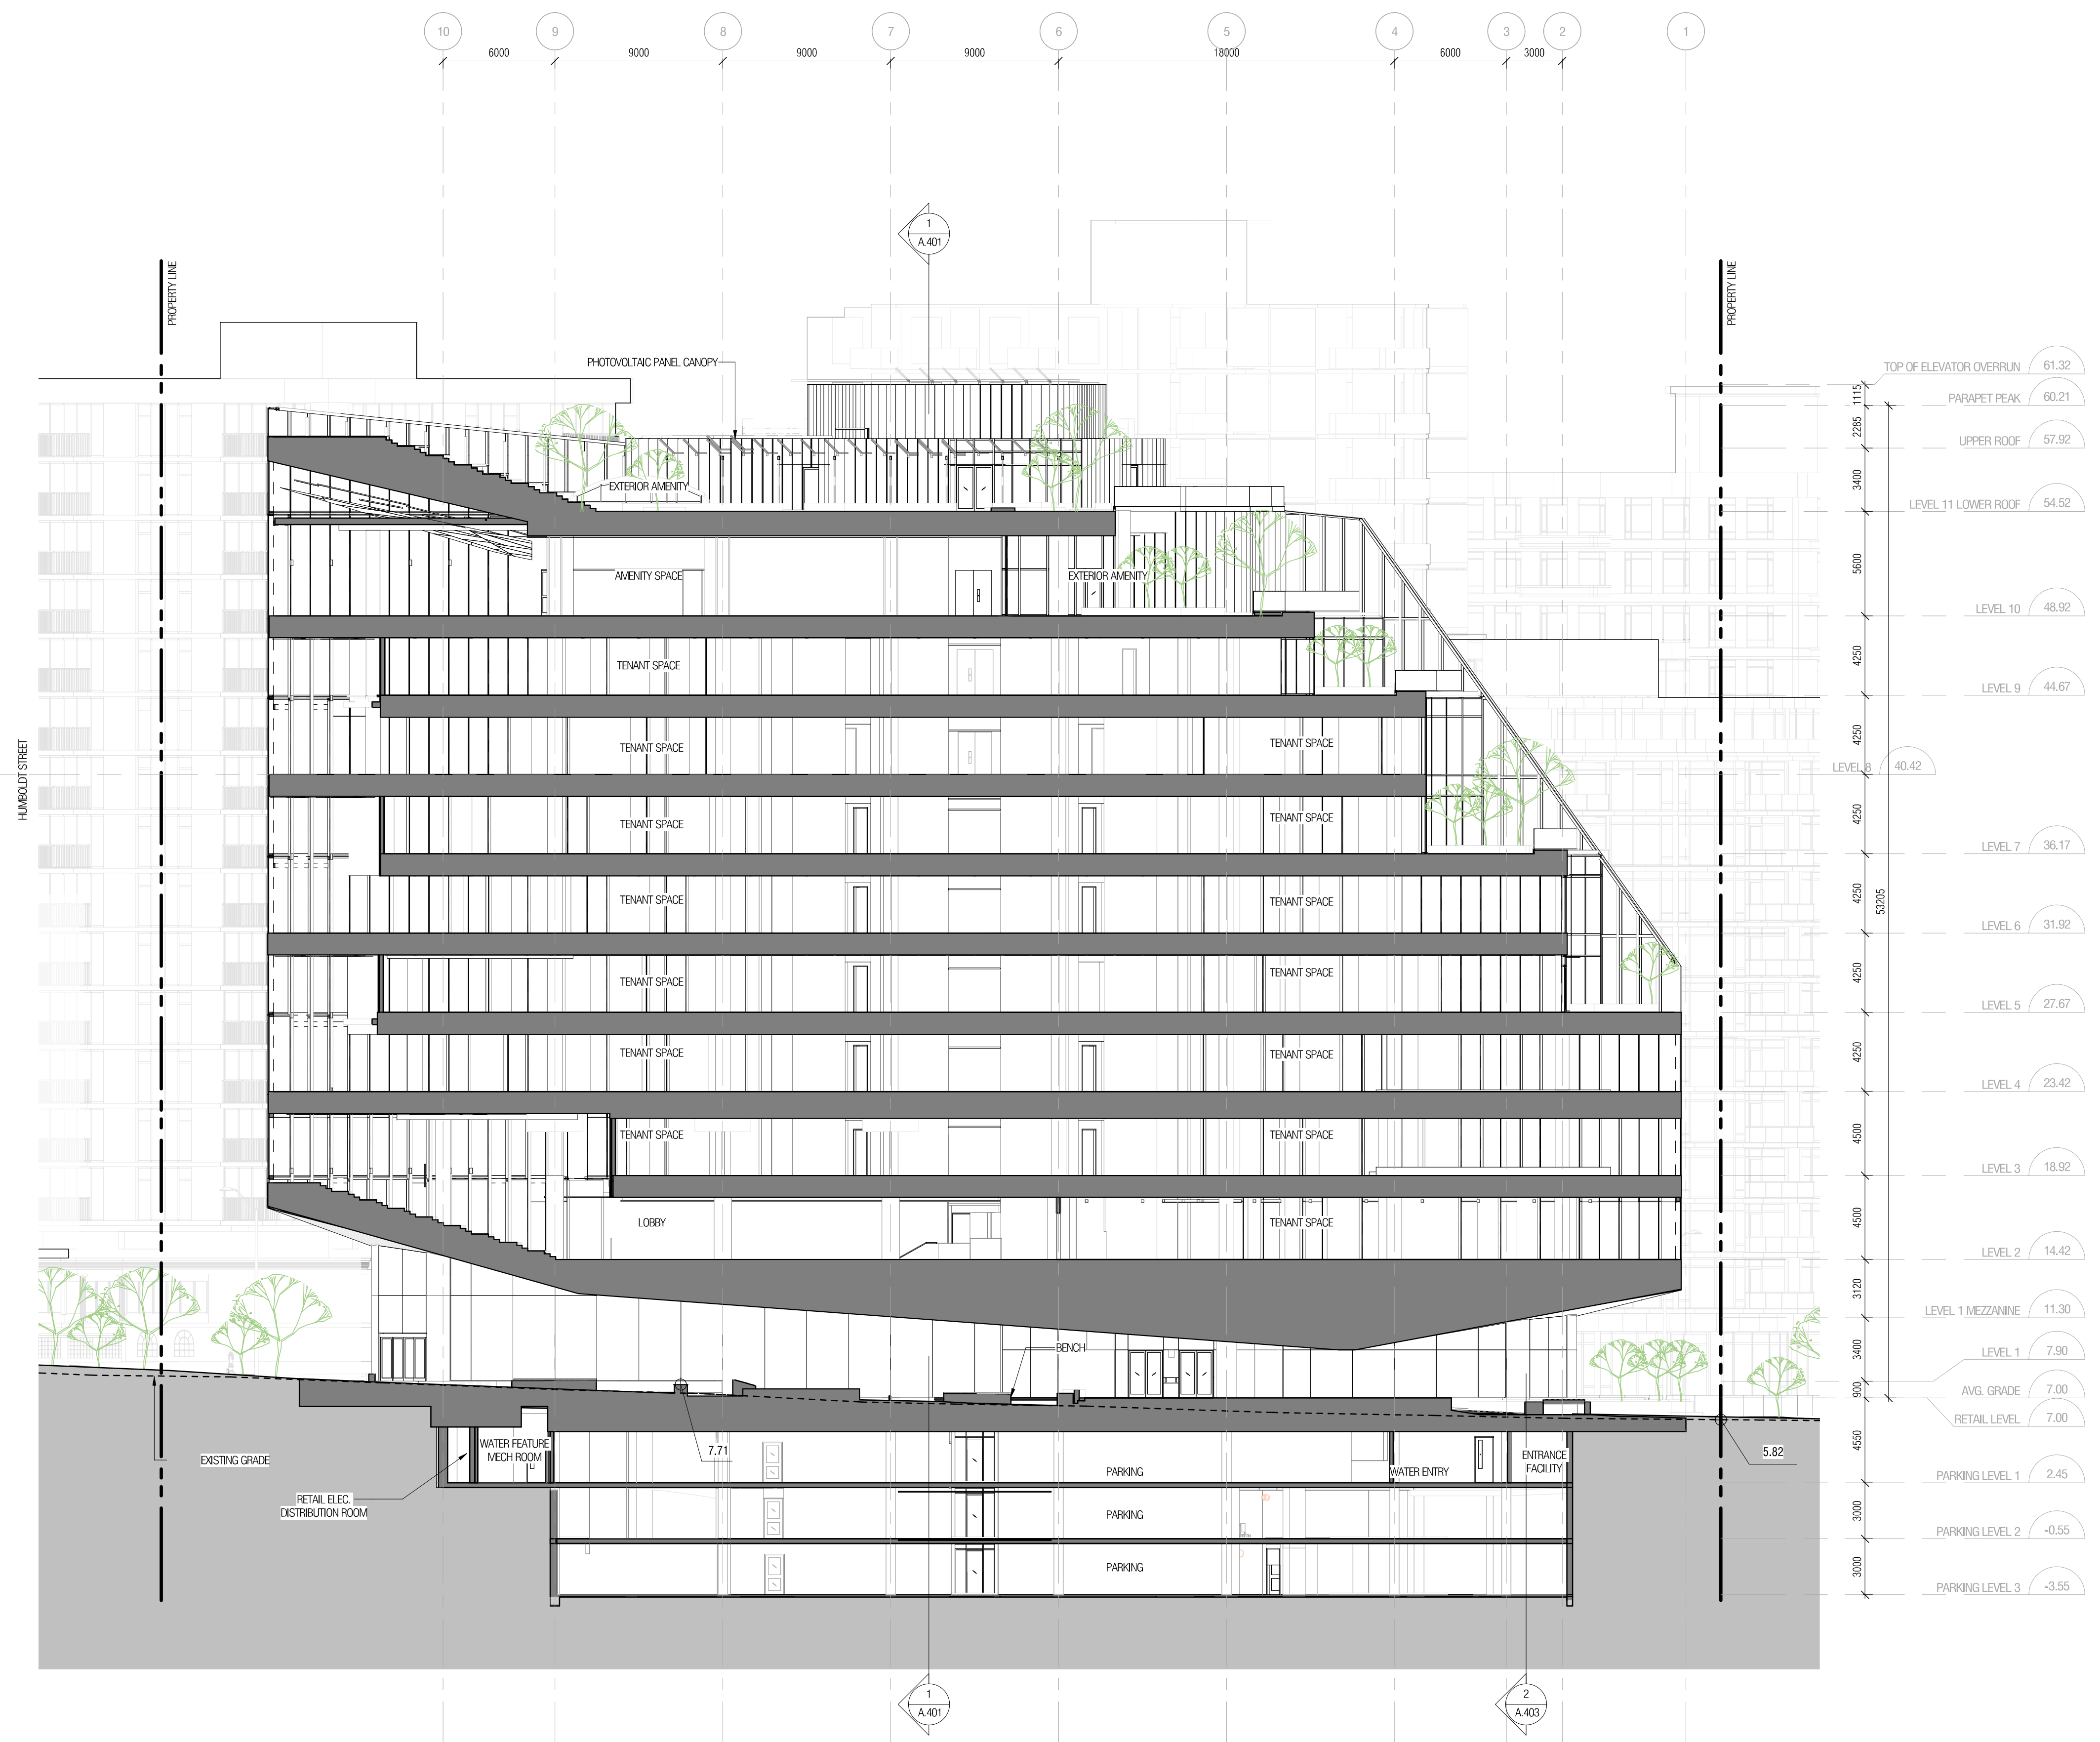 10 9 8 7 6 5 4 3 2 1
6000 9000 9000 9000 18000 6000 3000
1
A.401
PROPERTY LINE
PROPERTY LINE
PHOTOVOLTAIC PANEL CANOPY
TOP OF ELEVATOR OVERRUN 61.32
1115
PARAPET PEAK 60.21
2285
UPPER ROOF 57.92
3400
EXTERIOR AMENITY
LEVEL 11 LOWER ROOF 54.52
5600
AMENITY SPACE
EXTERIOR AMENITY
LEVEL 10 48.92
4250
TENANT SPACE
LEVEL 9 44.67
4250
TENANT SPACE
TENANT SPACE
HUMBOLDT STREET
LEVEL 8 40.42
4250
TENANT SPACE
TENANT SPACE
LEVEL 7 36.17
4250
53205
TENANT SPACE
TENANT SPACE
LEVEL 6 31.92
4250
TENANT SPACE
TENANT SPACE
LEVEL 5 27.67
4250
TENANT SPACE
TENANT SPACE
LEVEL 4 23.42
4500
TENANT SPACE
TENANT SPACE
LEVEL 3 18.92
4500
LOBBY
TENANT SPACE
LEVEL 2 14.42
3120
LEVEL 1 MEZZANINE 11.30
3400
BENCH
LEVEL 1 7.90
900
AVG. GRADE 7.00
RETAIL LEVEL 7.00
4550
EXISTING GRADE
WATER FEATURE
MECH ROOM
7.71
PARKING
WATER ENTRY
ENTRANCE
FACILITY
5.82
PARKING LEVEL 1 2.45
3000
RETAIL ELEC.
DISTRIBUTION ROOM
PARKING
PARKING LEVEL 2 -0.55
3000
PARKING
PARKING LEVEL 3 -3.55
1
A.401
2
A.403